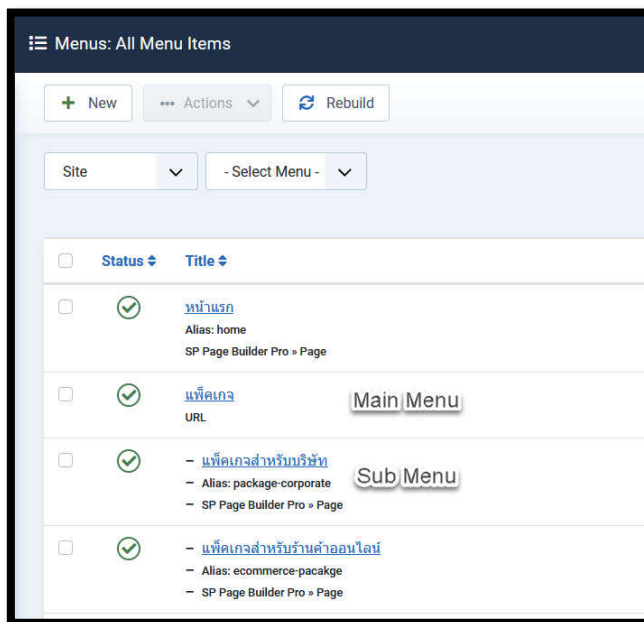 Menus: All Menu Items
+ New ••• Actions Rebuild
Site - Select Menu -
Status Title
หน้าแรก
Alias: home
SP Page Builder Pro » Page
แพ็คเกจ Main Menu
URL
– แพ็คเกจสำหรับบริษัท Sub Menu
– Alias: package-corporate
– SP Page Builder Pro » Page
– แพ็คเกจสำหรับร้านค้าออนไลน์
– Alias: ecommerce-pacakge
– SP Page Builder Pro » Page